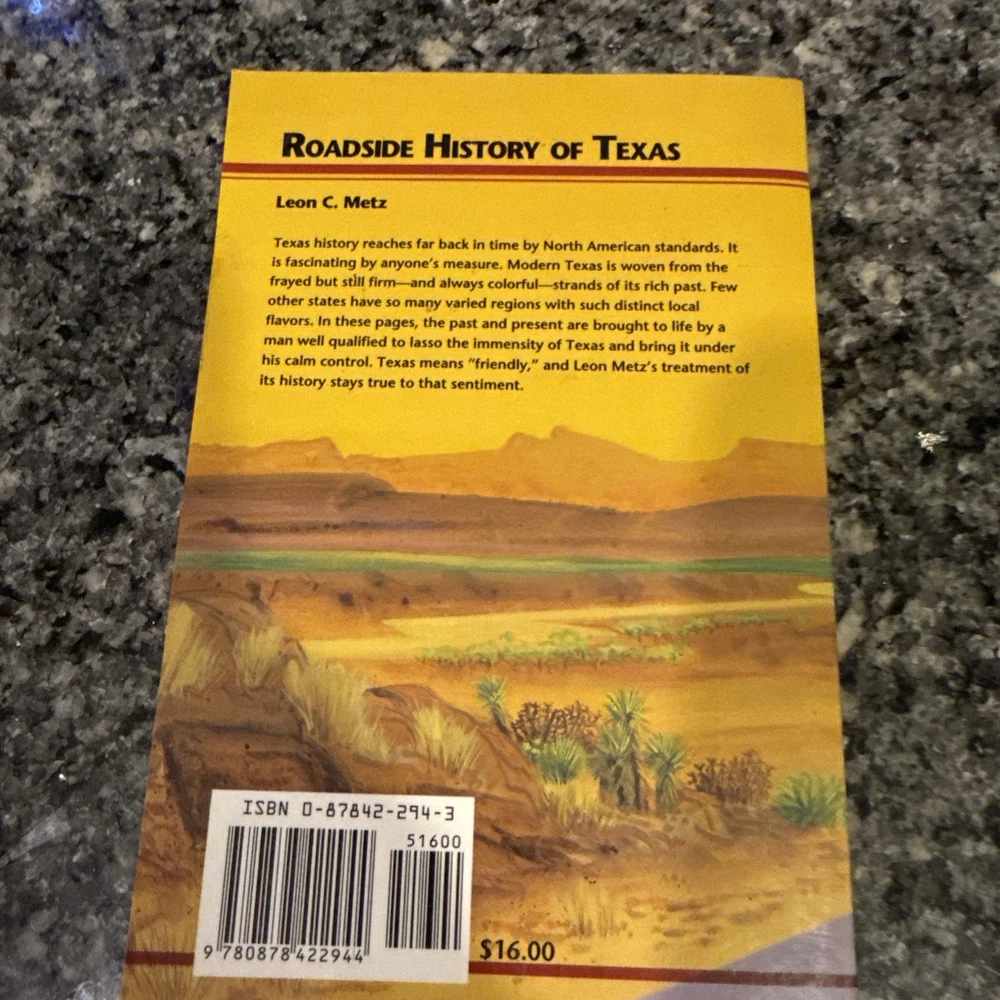 ROADSIDE HISTORY OF TEXAS
Leon C. Metz
Texas history reaches far back in time by North American standards. It
is fascinating by anyone's measure. Modern Texas is woven from the
frayed but still firm—and always colorful—strands of its rich past. Few
other states have so many varied regions with such distinct local
flavors. In these pages, the past and present are brought to life by a
man well qualified to lasso the immensity of Texas and bring it under
his calm control. Texas means “friendly,” and Leon Metz's treatment of
its history stays true to that sentiment.
ISBN 0-87842-294-3
51600
9 780878 422944
$16.00